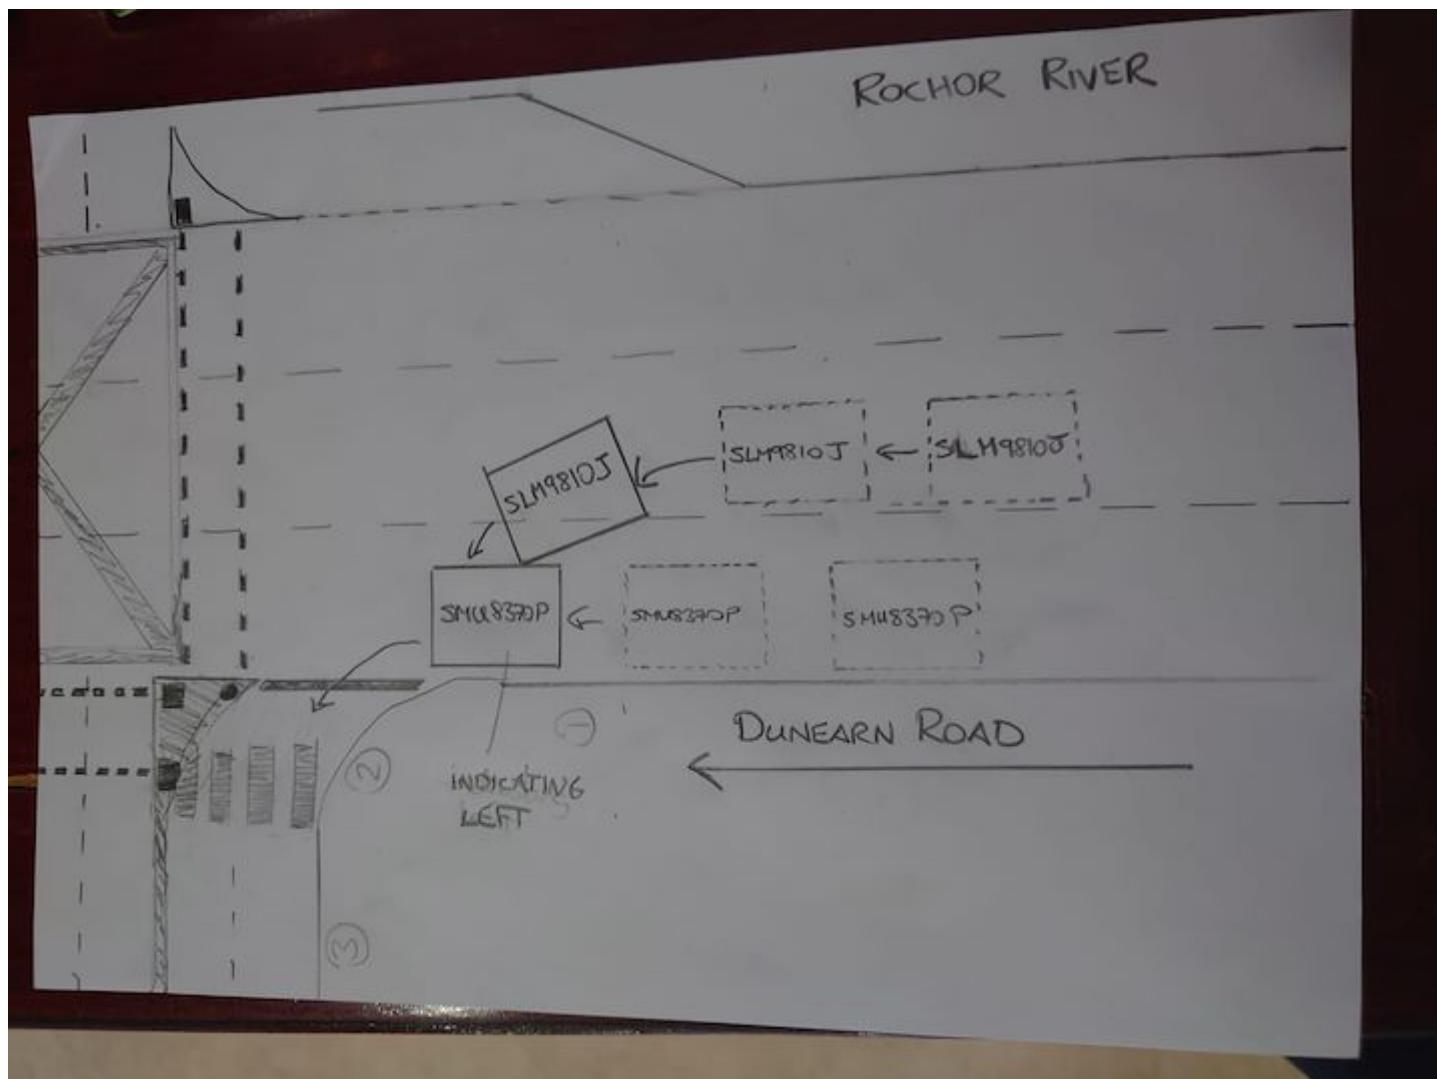 ROCHOR RIVER
SLM9810J
SLM9810J
SLM9810J
SMU8370P
SMU8370P
SMU8370P
1
DUNEARN ROAD
2
INDICATING
LEFT
3